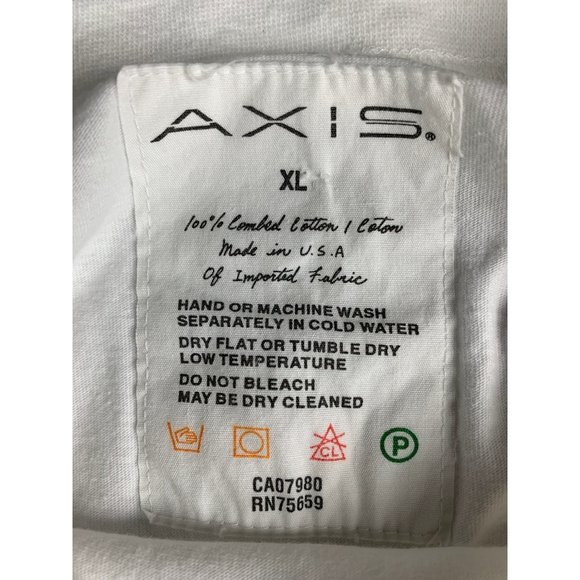 AXIS®
XL
100% Combed Cotton / Coton
Made in U.S.A
Of Imported Fabric
HAND OR MACHINE WASH
SEPARATELY IN COLD WATER
DRY FLAT OR TUMBLE DRY
LOW TEMPERATURE
DO NOT BLEACH
MAY BE DRY CLEANED
CL P
CA07980
RN75659